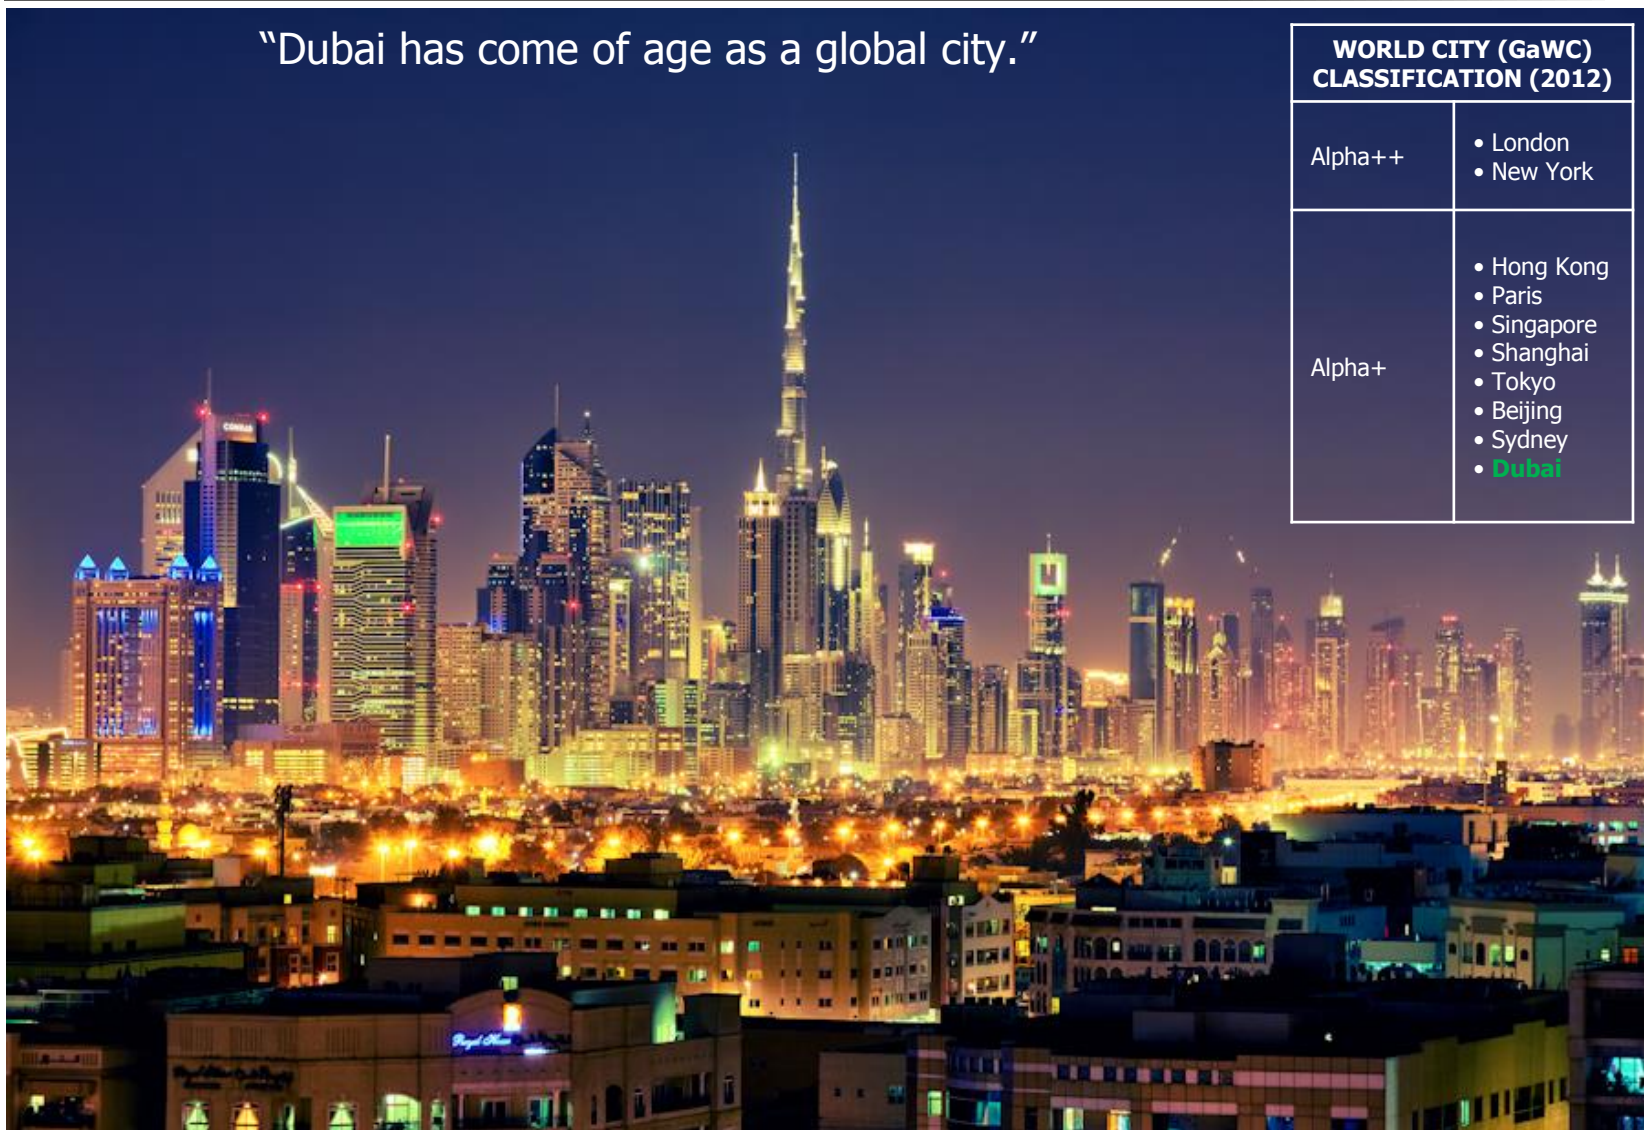 “Dubai has come of age as a global city.”
WORLD CITY (GaWC)
CLASSIFICATION (2012)
Alpha++
• London
• New York
Alpha+
• Hong Kong
• Paris
• Singapore
• Shanghai
• Tokyo
• Beijing
• Sydney
• Dubai
CONRAD